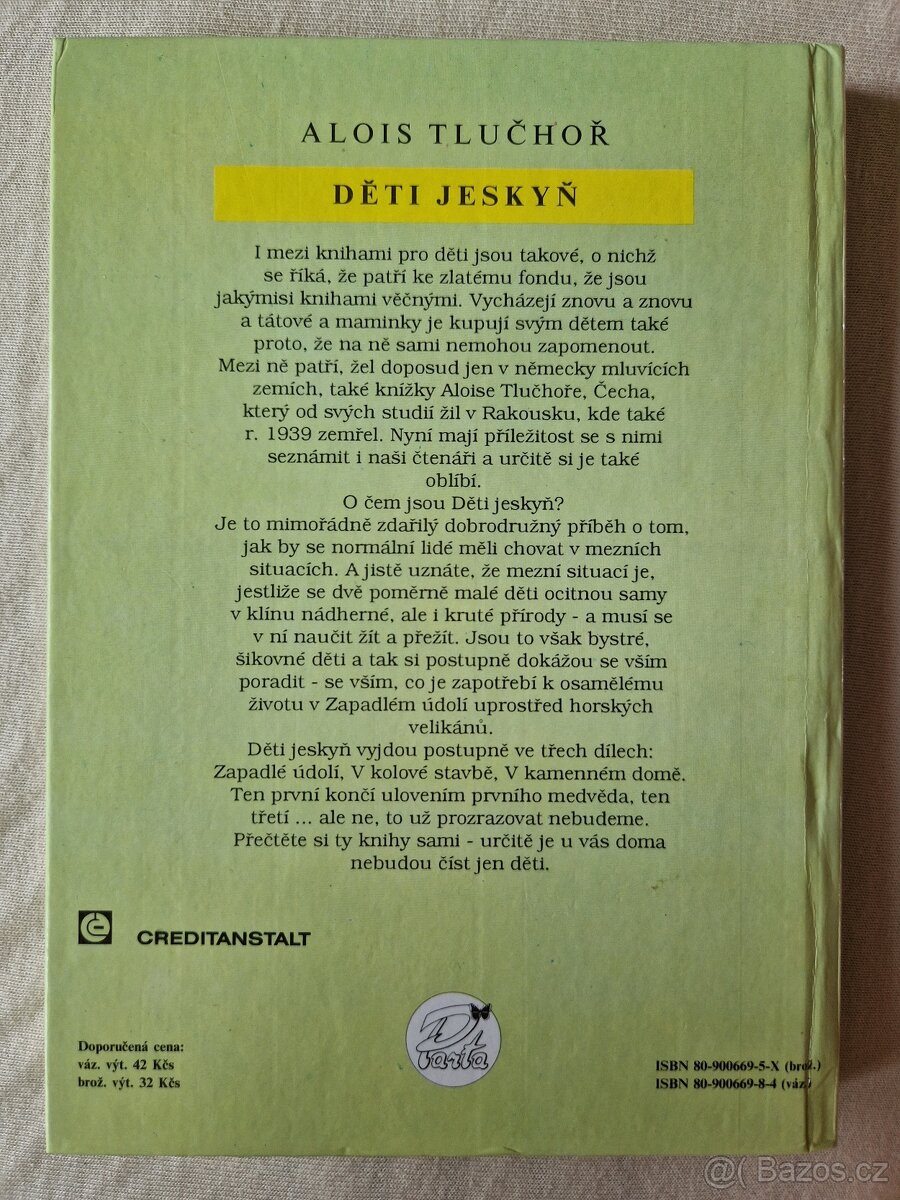 ALOIS TLUČHOŘ
DĚTI JESKYŇ
I mezi knihami pro děti jsou takové, o nichž
se říká, že patří ke zlatému fondu, že jsou
jakýmisi knihami věčnými. Vycházejí znovu a znovu
a tátové a maminky je kupují svým dětem také
proto, že na ně sami nemohou zapomenout.
Mezi ně patří, žel doposud jen v německy mluvících
zemích, také knížky Aloise Tlučhoře, Čecha,
který od svých studií žil v Rakousku, kde také
r. 1939 zemřel. Nyní mají příležitost se s nimi
seznámit i naši čtenáři a určitě si je také
oblíbí.
O čem jsou Děti jeskyň?
Je to mimořádně zdařilý dobrodružný příběh o tom,
jak by se normální lidé měli chovat v mezních
situacích. A jistě uznáte, že mezní situací je,
jestliže se dvě poměrně malé děti ocitnou samy
v klínu nádherné, ale i kruté přírody - a musí se
v ní naučit žít a přežít. Jsou to však bystré,
šikovné děti a tak si postupně dokážou se vším
poradit - se vším, co je zapotřebí k osamělému
životu v Zapadlém údolí uprostřed horských
velikánů.
Děti jeskyň vyjdou postupně ve třech dílech:
Zapadlé údolí, V kolové stavbě, V kamenném domě.
Ten první končí ulovením prvního medvěda, ten
třetí ... ale ne, to už prozrazovat nebudeme.
Přečtěte si ty knihy sami - určitě je u vás doma
nebudou číst jen děti.
CREDITANSTALT
Doporučená cena:
váz. výt. 42 Kčs
brož. výt. 32 Kčs
Tarta
ISBN 80-900669-5-X (brož.)
ISBN 80-900669-8-4 (váz.)
@( Bazos.cz